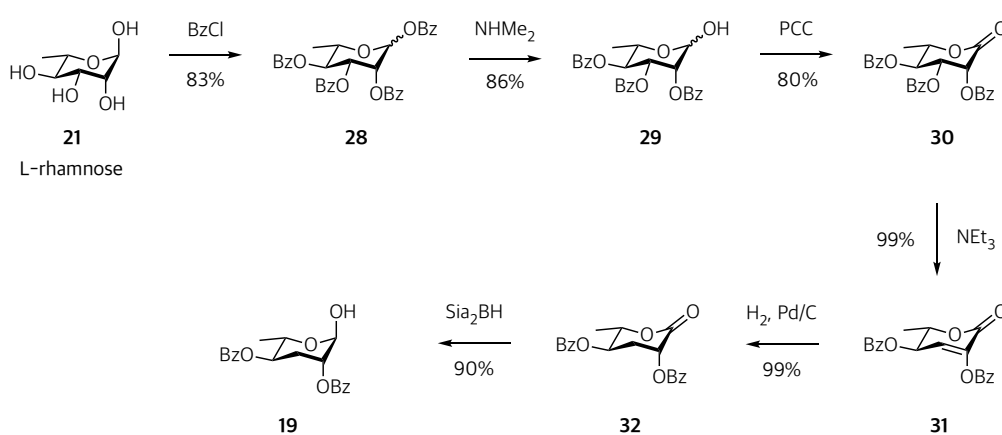 OH
BzCl
83%
HO
HO
OH
21
L-rhamnose
OBz
BzO
BzO
OBz
28
NHMe2
86%
OH
O
BzO
BzO
OBz
29
PCC
80%
O
O
BzO
BzO
OBz
30
99%
NEt3
O
O
BzO
OBz
31
H2, Pd/C
99%
O
O
BzO
OBz
32
Sia2BH
90%
OH
O
BzO
OBz
19